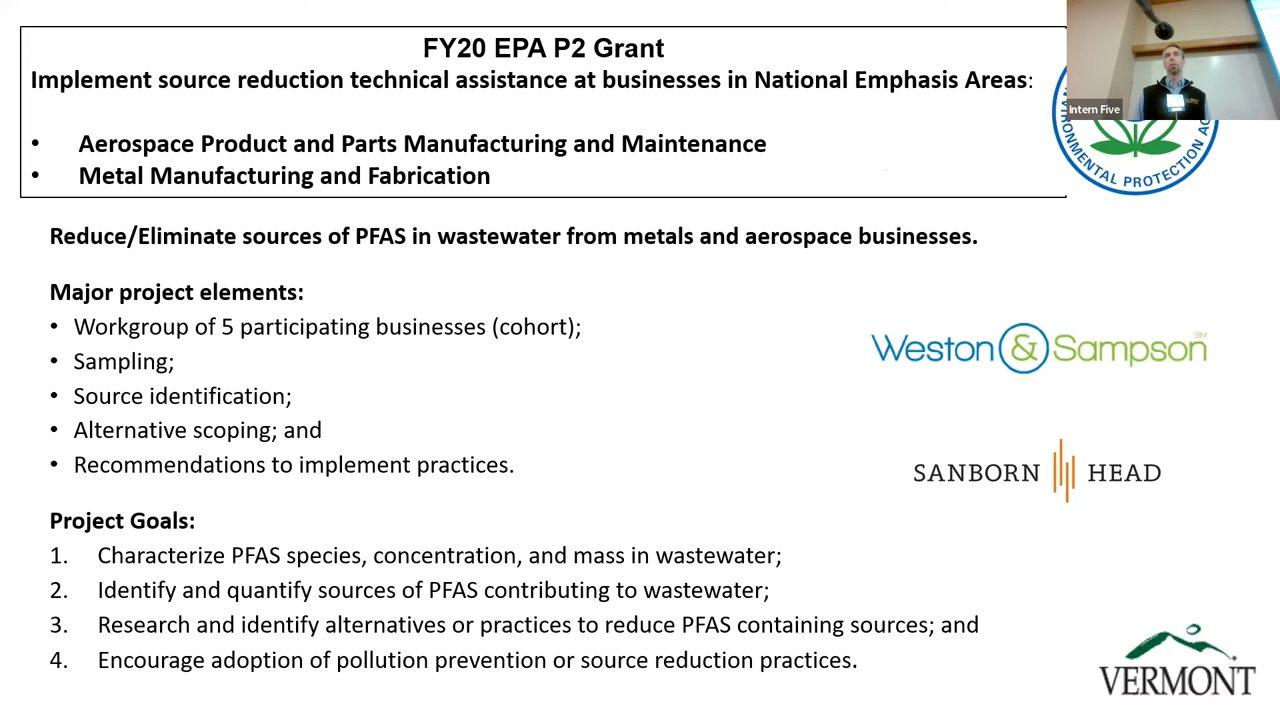 FY20 EPA P2 Grant
Implement source reduction technical assistance at businesses in National Emphasis Areas:
• Aerospace Product and Parts Manufacturing and Maintenance
• Metal Manufacturing and Fabrication
Intern Five
ONMENTAL PROTECTION
Reduce/Eliminate sources of PFAS in wastewater from metals and aerospace businesses.
Major project elements:
• Workgroup of 5 participating businesses (cohort);
• Sampling;
• Source identification;
• Alternative scoping; and
• Recommendations to implement practices.
Weston & Sampson SM
SANBORN HEAD
Project Goals:
1. Characterize PFAS species, concentration, and mass in wastewater;
2. Identify and quantify sources of PFAS contributing to wastewater;
3. Research and identify alternatives or practices to reduce PFAS containing sources; and
4. Encourage adoption of pollution prevention or source reduction practices.
VERMONT